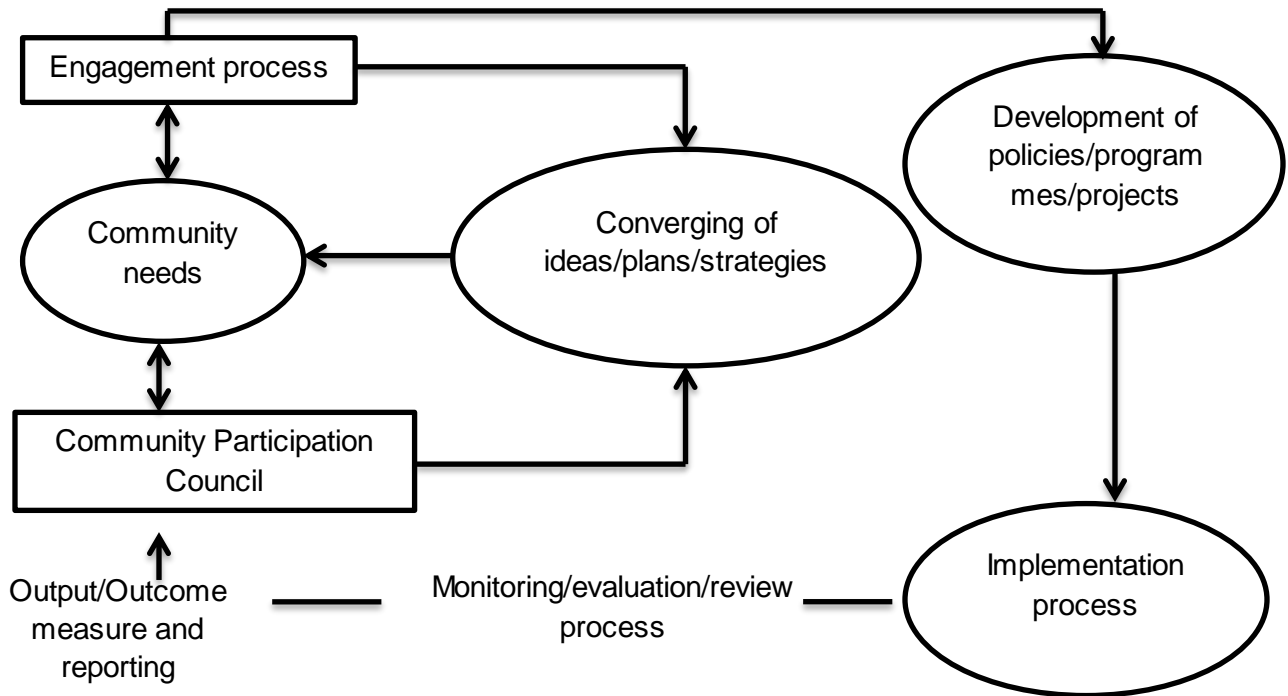 Engagement process
Development of
policies/program
mes/projects
Community
needs
Converging of
ideas/plans/strategies
Community Participation
Council
Output/Outcome
measure and
reporting
Monitoring/evaluation/review
process
Implementation
process